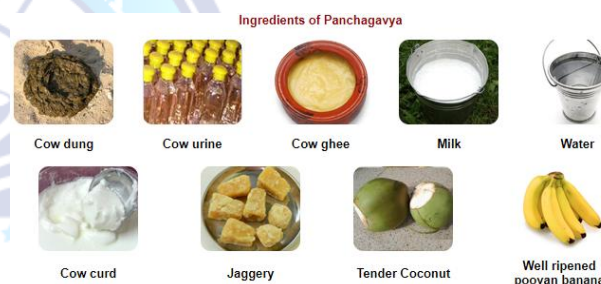 Ingredients of Panchagavya
Cow dung
Cow urine
Cow ghee
Milk
Water
Cow curd
Jaggery
Tender Coconut
Well ripened
poovan banana